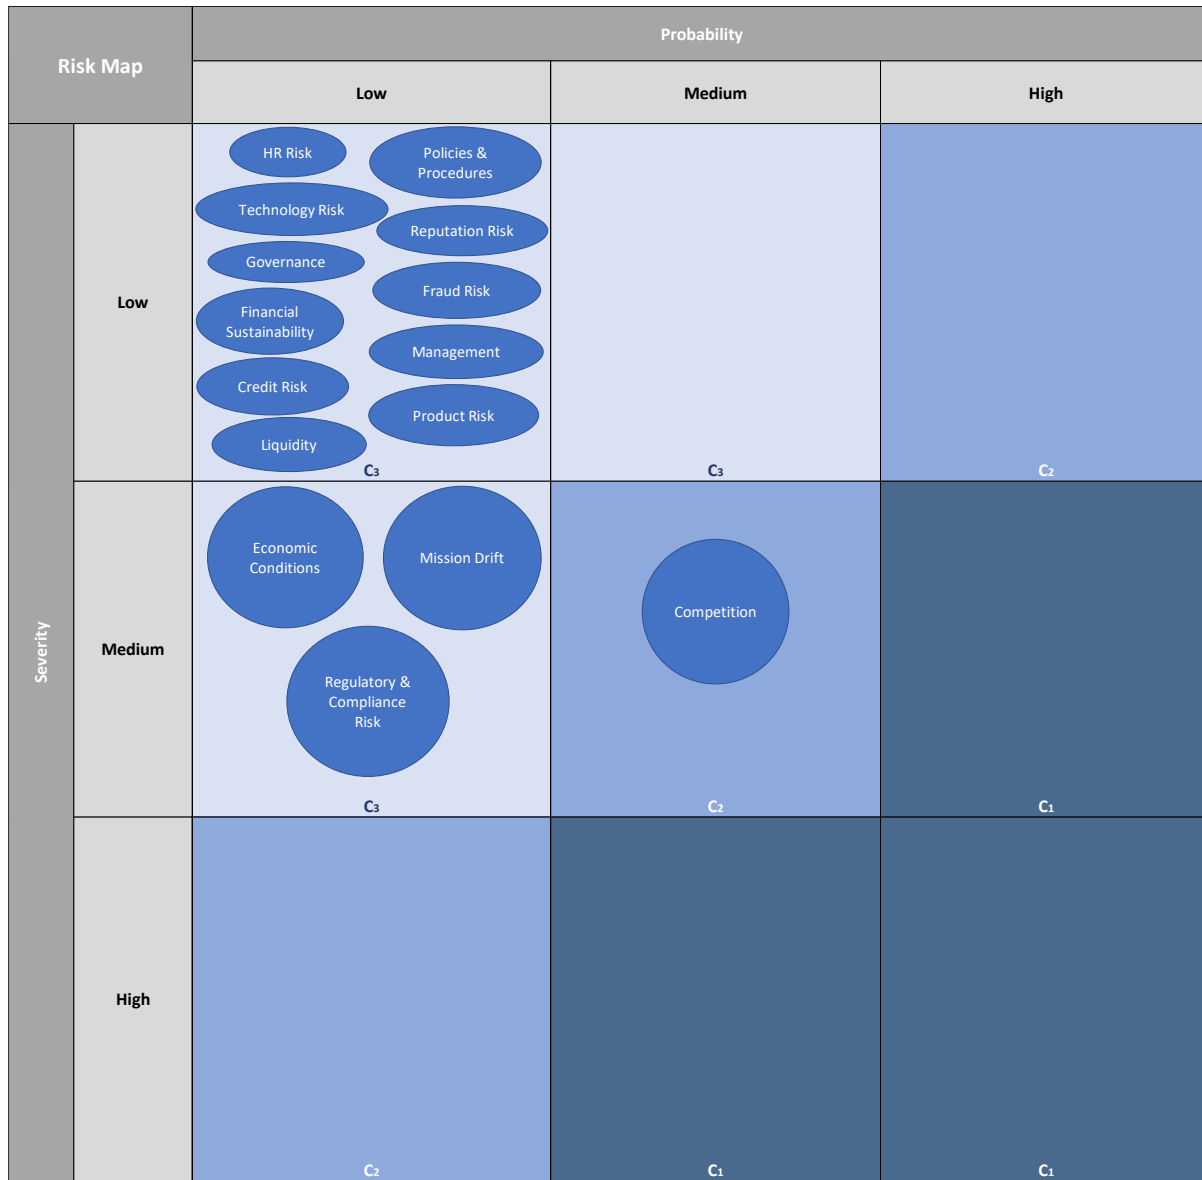 Risk Map
Probability
Low
Medium
High
Severity
Low
HR Risk
Policies &
Procedures
Technology Risk
Reputation Risk
Governance
Fraud Risk
Financial
Sustainability
Management
Credit Risk
Product Risk
Liquidity
C₃
C₃
C₂
Medium
Economic
Conditions
Mission Drift
Regulatory &
Compliance
Risk
Competition
C₃
C₂
C₁
High
C₂
C₁
C₁